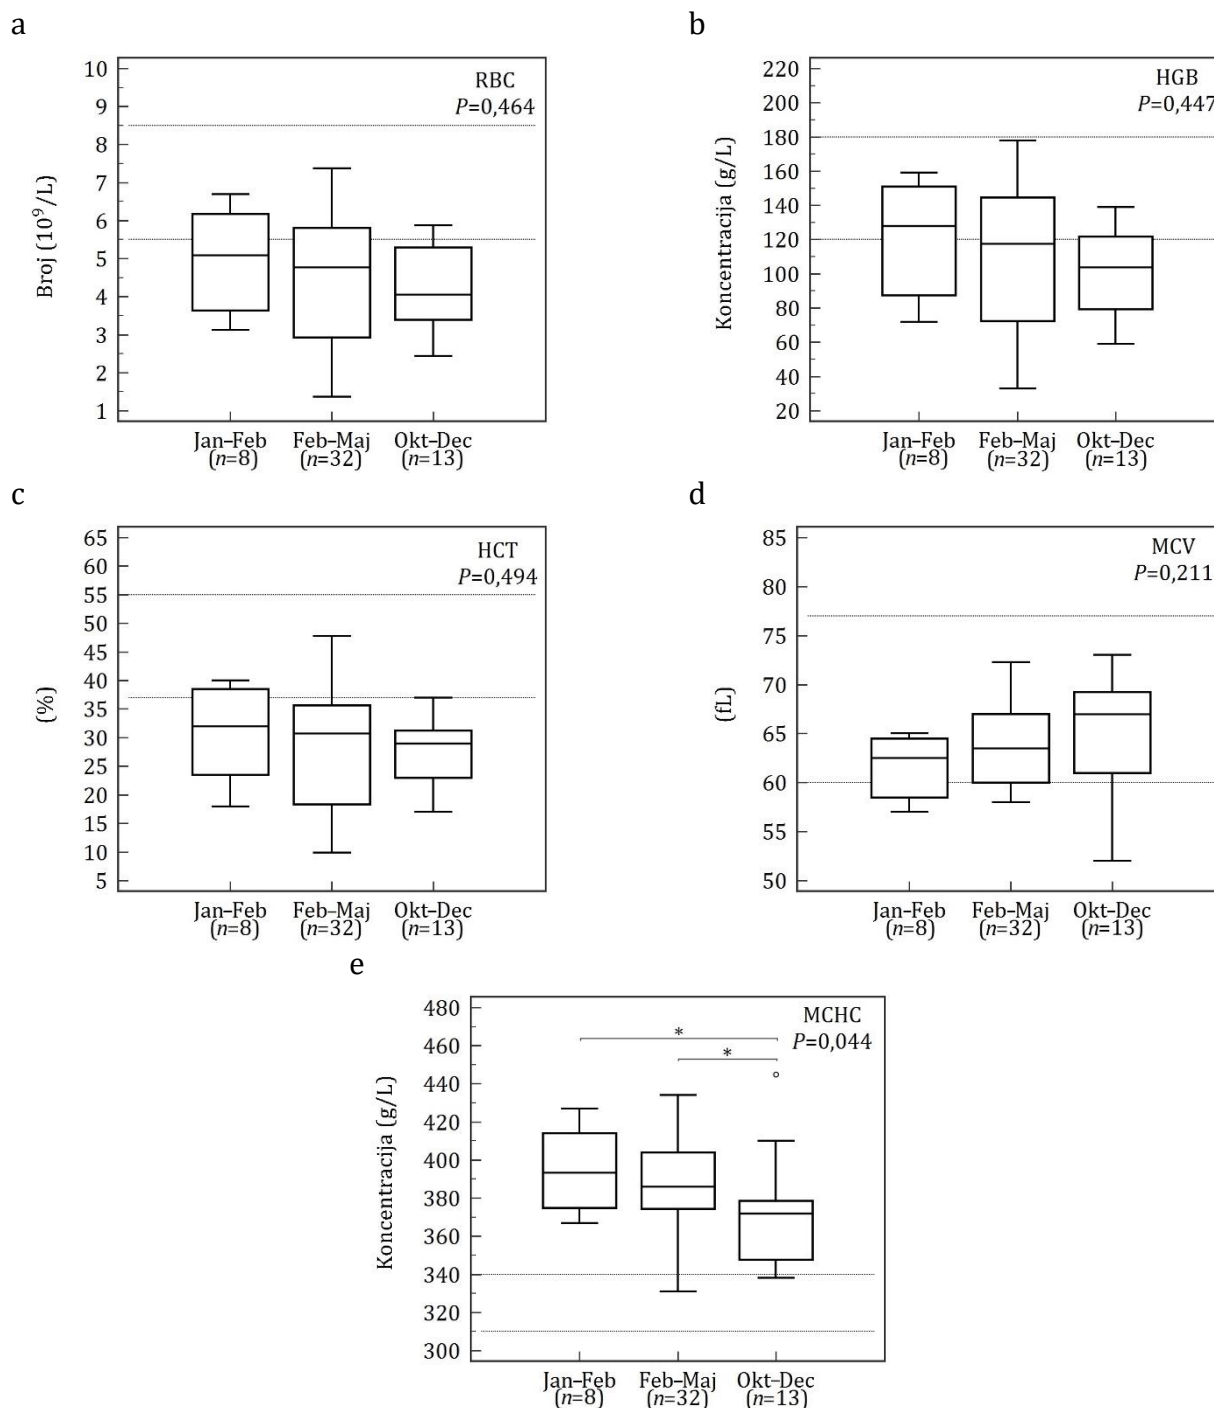 a
10
9
8
7
6
5
4
3
2
1
Broj (10⁹/L)
RBC
P=0,464
Jan–Feb
(n=8)
Feb–Maj
(n=32)
Okt–Dec
(n=13)
b
220
200
180
160
140
120
100
80
60
40
20
Koncentracija (g/L)
HGB
P=0,447
Jan–Feb
(n=8)
Feb–Maj
(n=32)
Okt–Dec
(n=13)
c
65
60
55
50
45
40
35
30
25
20
15
10
5
(%)
HCT
P=0,494
Jan–Feb
(n=8)
Feb–Maj
(n=32)
Okt–Dec
(n=13)
d
85
80
75
70
65
60
55
50
(fL)
MCV
P=0,211
Jan–Feb
(n=8)
Feb–Maj
(n=32)
Okt–Dec
(n=13)
e
480
460
440
420
400
380
360
340
320
300
Koncentracija (g/L)
MCHC
P=0,044
*
*
Jan–Feb
(n=8)
Feb–Maj
(n=32)
Okt–Dec
(n=13)